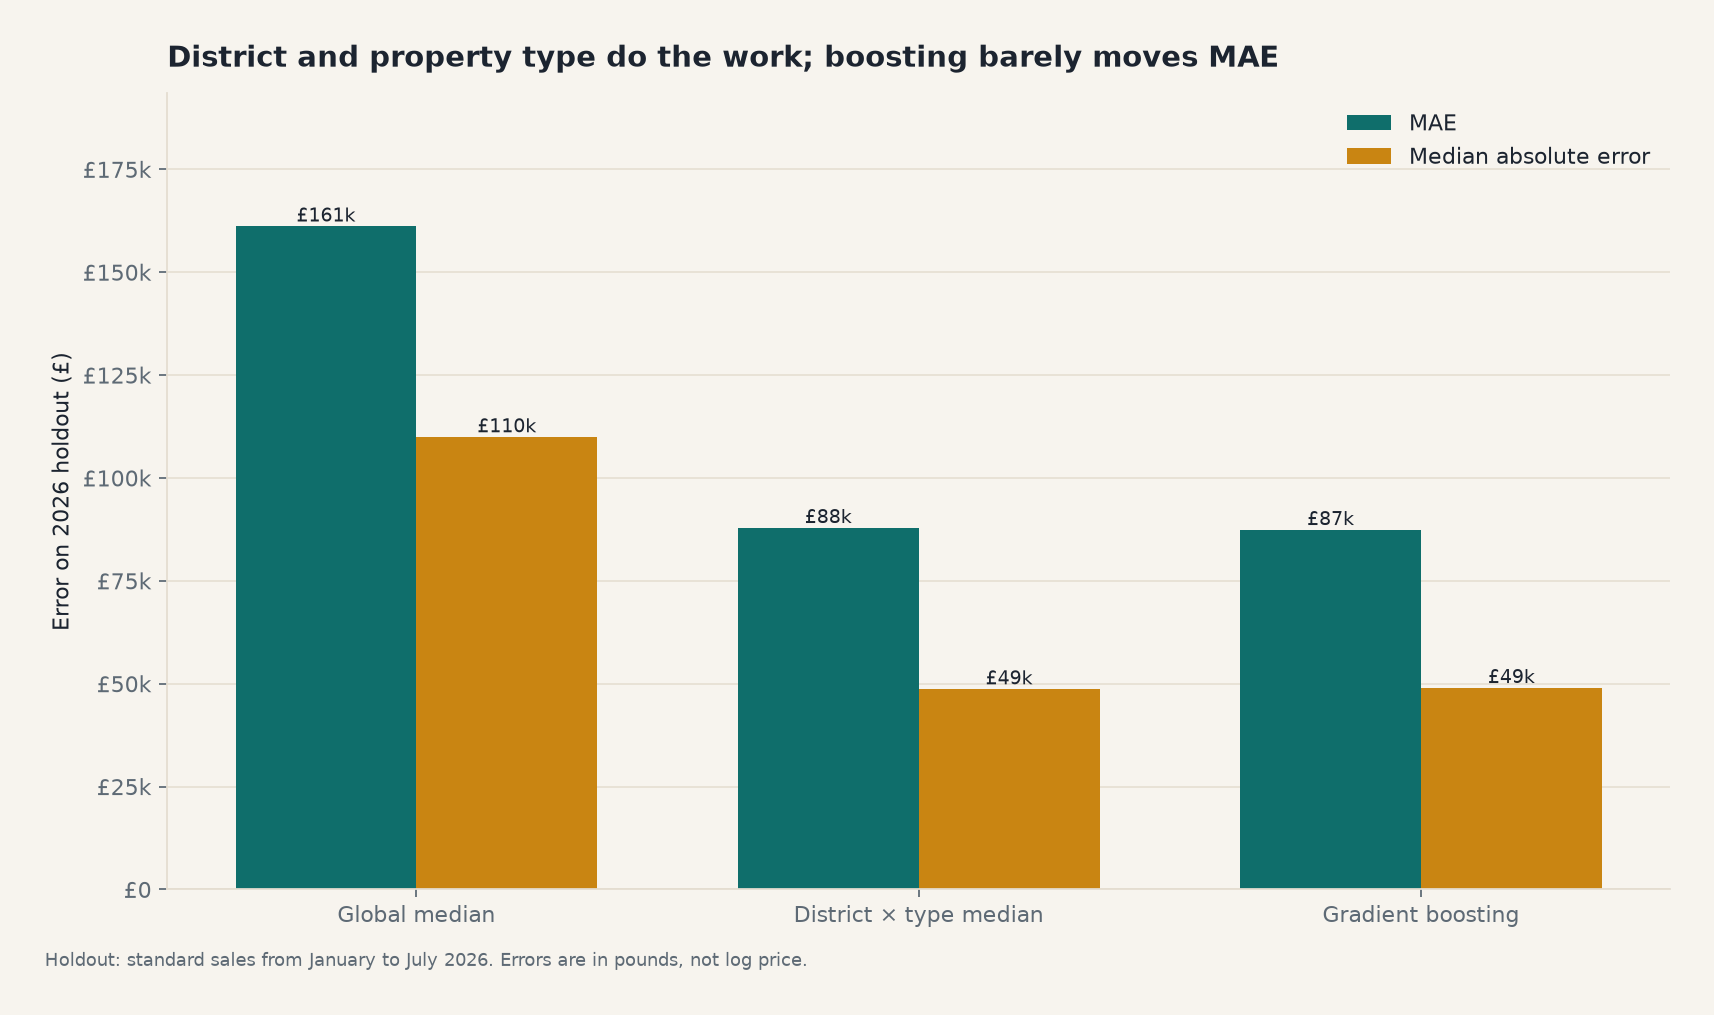 District and property type do the work; boosting barely moves MAE
MAE
Median absolute error
Error on 2026 holdout (£)
£175k
£150k
£125k
£100k
£75k
£50k
£25k
£0
£161k
£110k
£88k
£49k
£87k
£49k
Global median
District × type median
Gradient boosting
Holdout: standard sales from January to July 2026. Errors are in pounds, not log price.